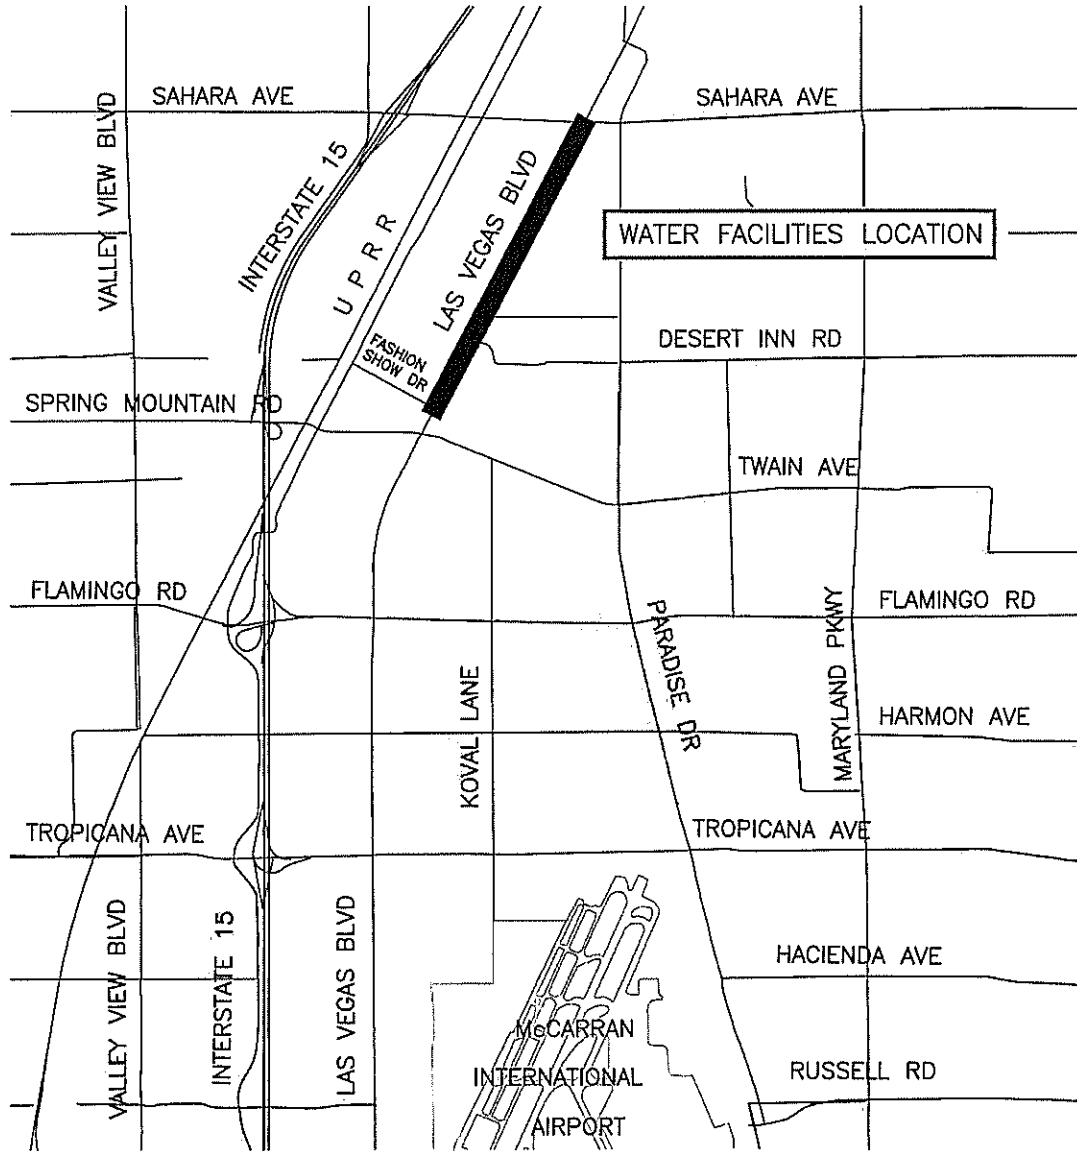 SAHARA AVE
SAHARA AVE
VALLEY VIEW BLVD
INTERSTATE 15
U P R R
LAS VEGAS BLVD
WATER FACILITIES LOCATION
FASHION
SHOW DR
DESERT INN RD
SPRING MOUNTAIN RD
TWAIN AVE
FLAMINGO RD
FLAMINGO RD
PARADISE DR
MARYLAND PKWY
KOVAL LANE
HARMON AVE
TROPICANA AVE
TROPICANA AVE
VALLEY VIEW BLVD
INTERSTATE 15
LAS VEGAS BLVD
HACIENDA AVE
McCARRAN
INTERNATIONAL
AIRPORT
RUSSELL RD